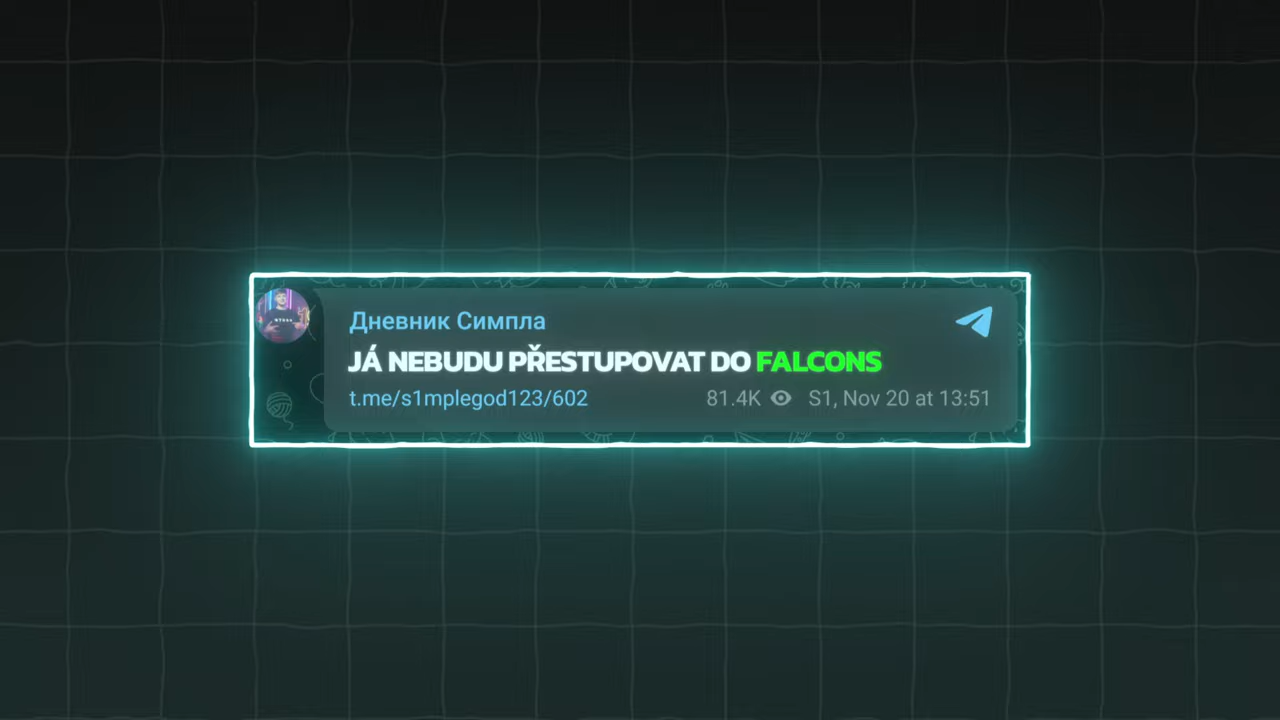 Дневник Симпла
JÁ NEBUDU PŘESTUPOVAT DO FALCONS
t.me/s1mplegod123/602 81.4K S1, Nov 20 at 13:51